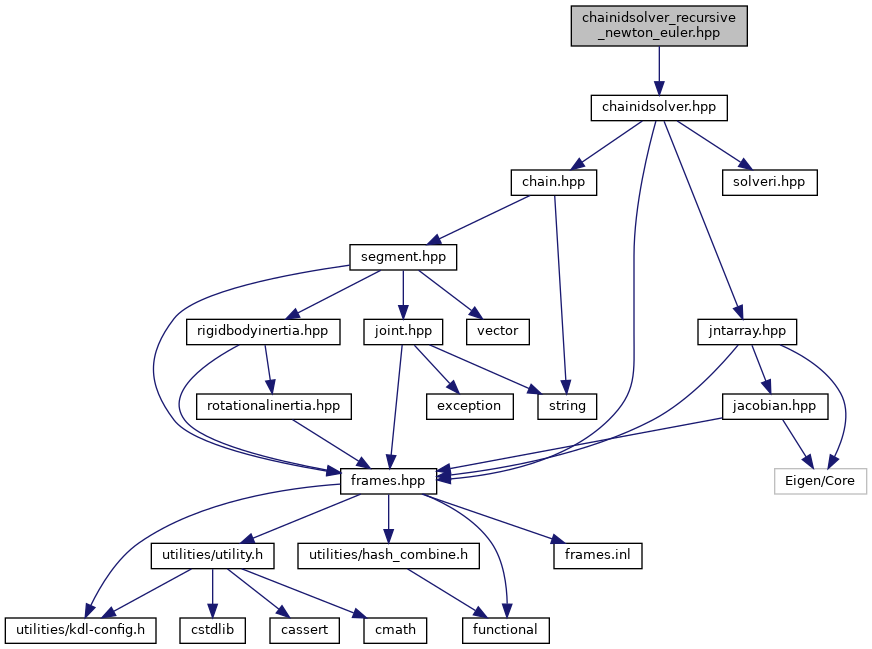 chainidsolver_recursive
_newton_euler.hpp
chainidsolver.hpp
chain.hpp
solveri.hpp
segment.hpp
rigidbodyinertia.hpp
joint.hpp
vector
jntarray.hpp
rotationalinertia.hpp
exception
string
jacobian.hpp
frames.hpp
Eigen/Core
utilities/utility.h
utilities/hash_combine.h
frames.inl
utilities/kdl-config.h
cstdlib
cassert
cmath
functional